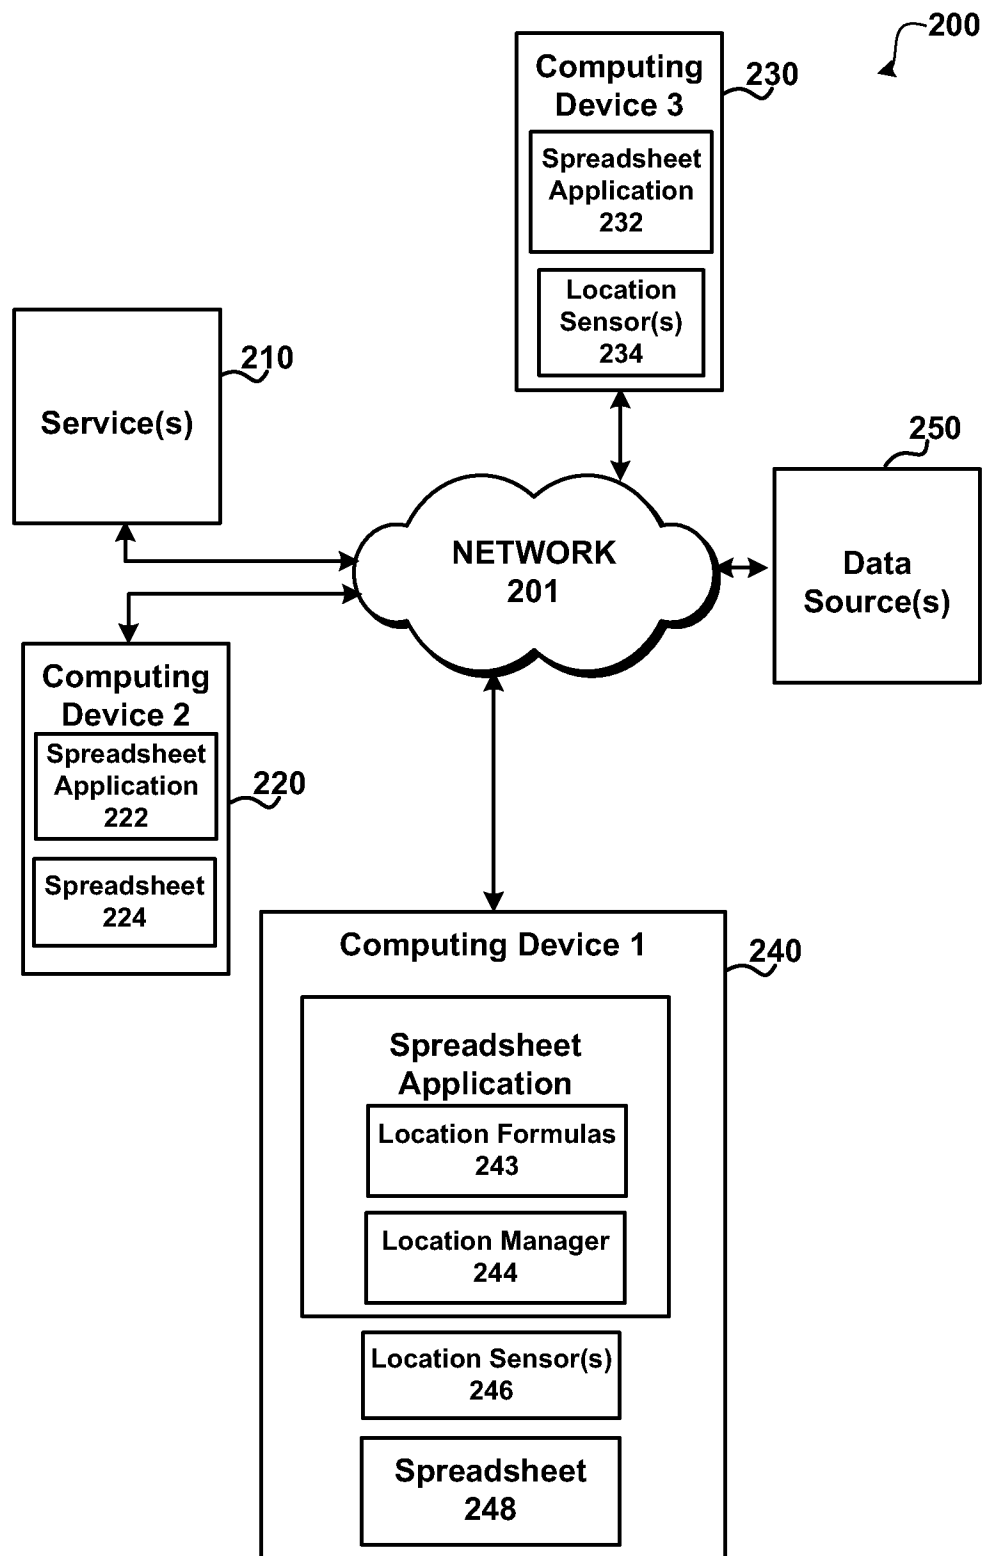 200
Computing
Device 3
230
Spreadsheet
Application
232
Location
Sensor(s)
234
Service(s)
210
250
Data
Source(s)
NETWORK
201
Computing
Device 2
Spreadsheet
Application
222
220
Spreadsheet
224
Computing Device 1
240
Spreadsheet
Application
Location Formulas
243
Location Manager
244
Location Sensor(s)
246
Spreadsheet
248